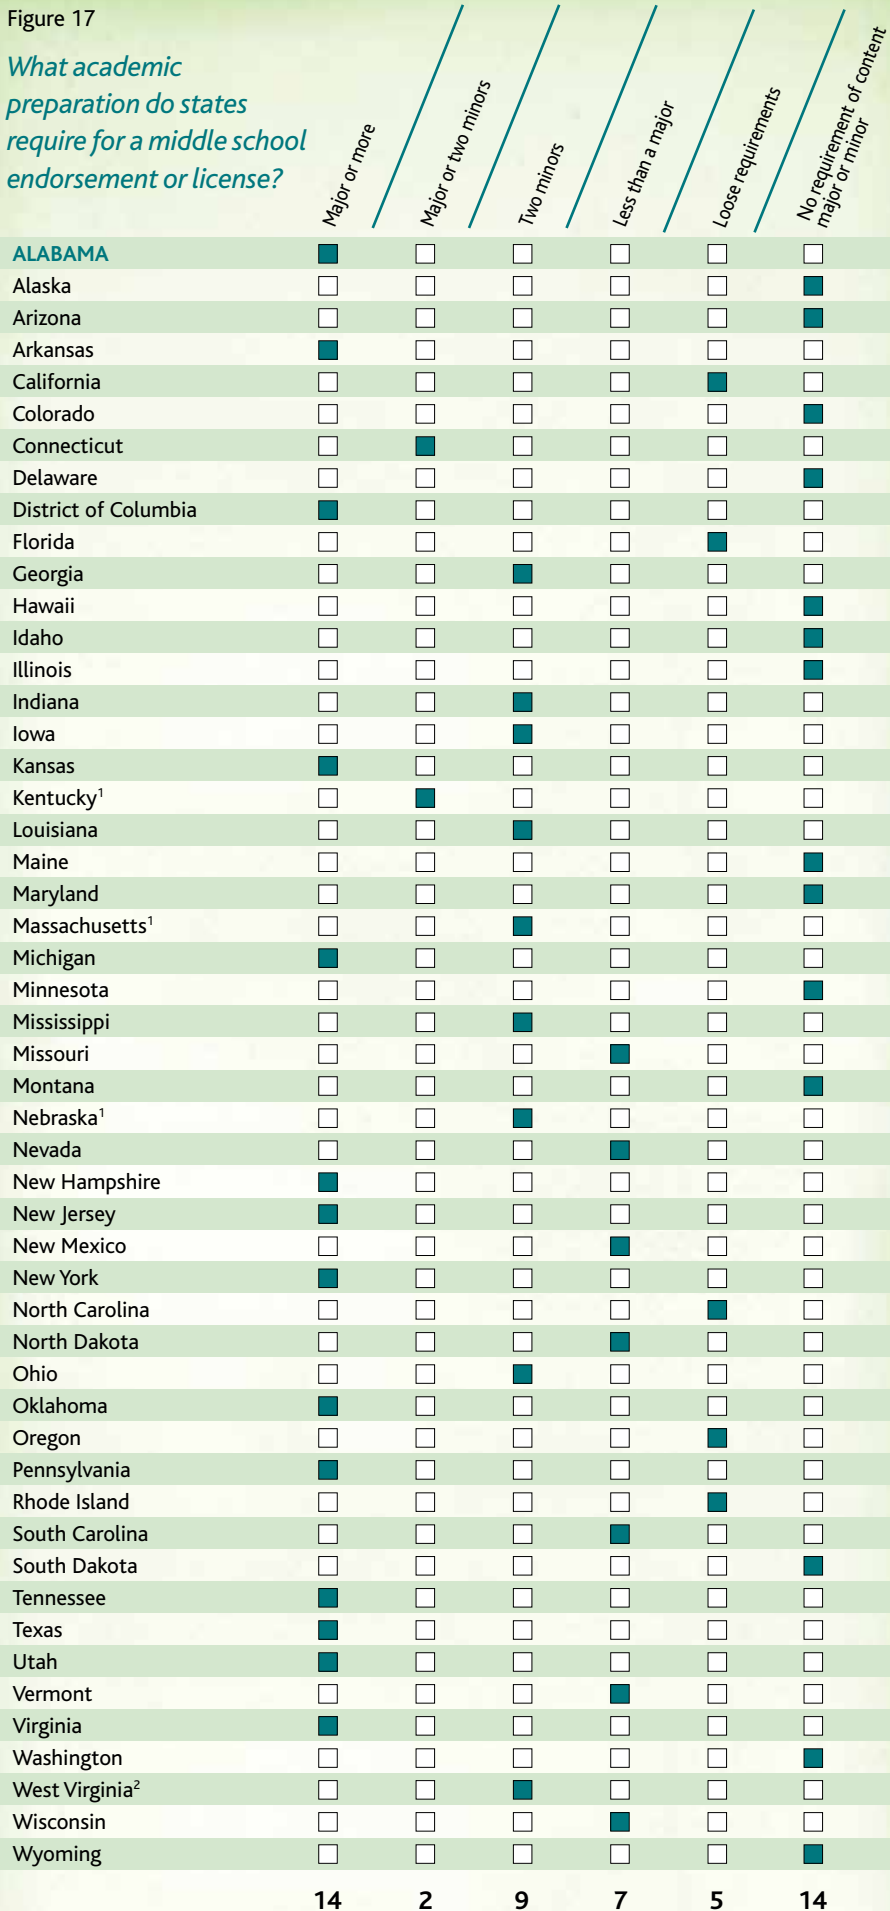 Figure 17
What academic
preparation do states
require for a middle school
endorsement or license?
Major or more
Major or two minors
Two minors
Less than a major
Loose requirements
No requirement of content
major or minor
ALABAMA
Alaska
Arizona
Arkansas
California
Colorado
Connecticut
Delaware
District of Columbia
Florida
Georgia
Hawaii
Idaho
Illinois
Indiana
Iowa
Kansas
Kentucky¹
Louisiana
Maine
Maryland
Massachusetts¹
Michigan
Minnesota
Mississippi
Missouri
Montana
Nebraska¹
Nevada
New Hampshire
New Jersey
New Mexico
New York
North Carolina
North Dakota
Ohio
Oklahoma
Oregon
Pennsylvania
Rhode Island
South Carolina
South Dakota
Tennessee
Texas
Utah
Vermont
Virginia
Washington
West Virginia²
Wisconsin
Wyoming
14 2 9 7 5 14